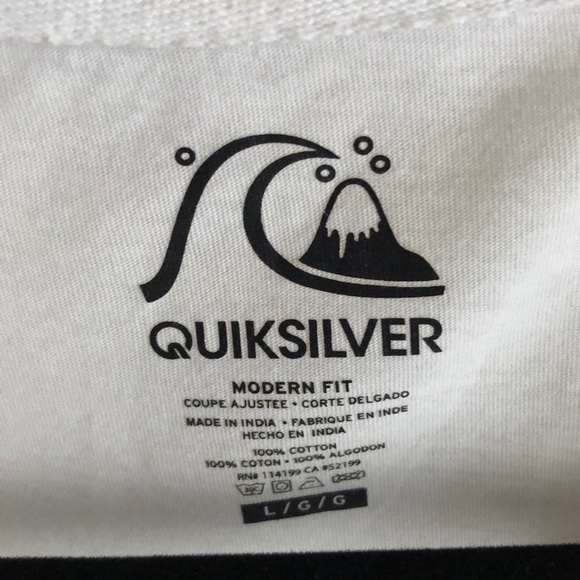 QUIKSILVER
MODERN FIT
COUPE AJUSTEE • CORTE DELGADO
MADE IN INDIA • FABRIQUE EN INDE
HECHO EN INDIA
100% COTTON
100% COTON • 100% ALGODON
RN# 114199 CA #52199
L/G/G